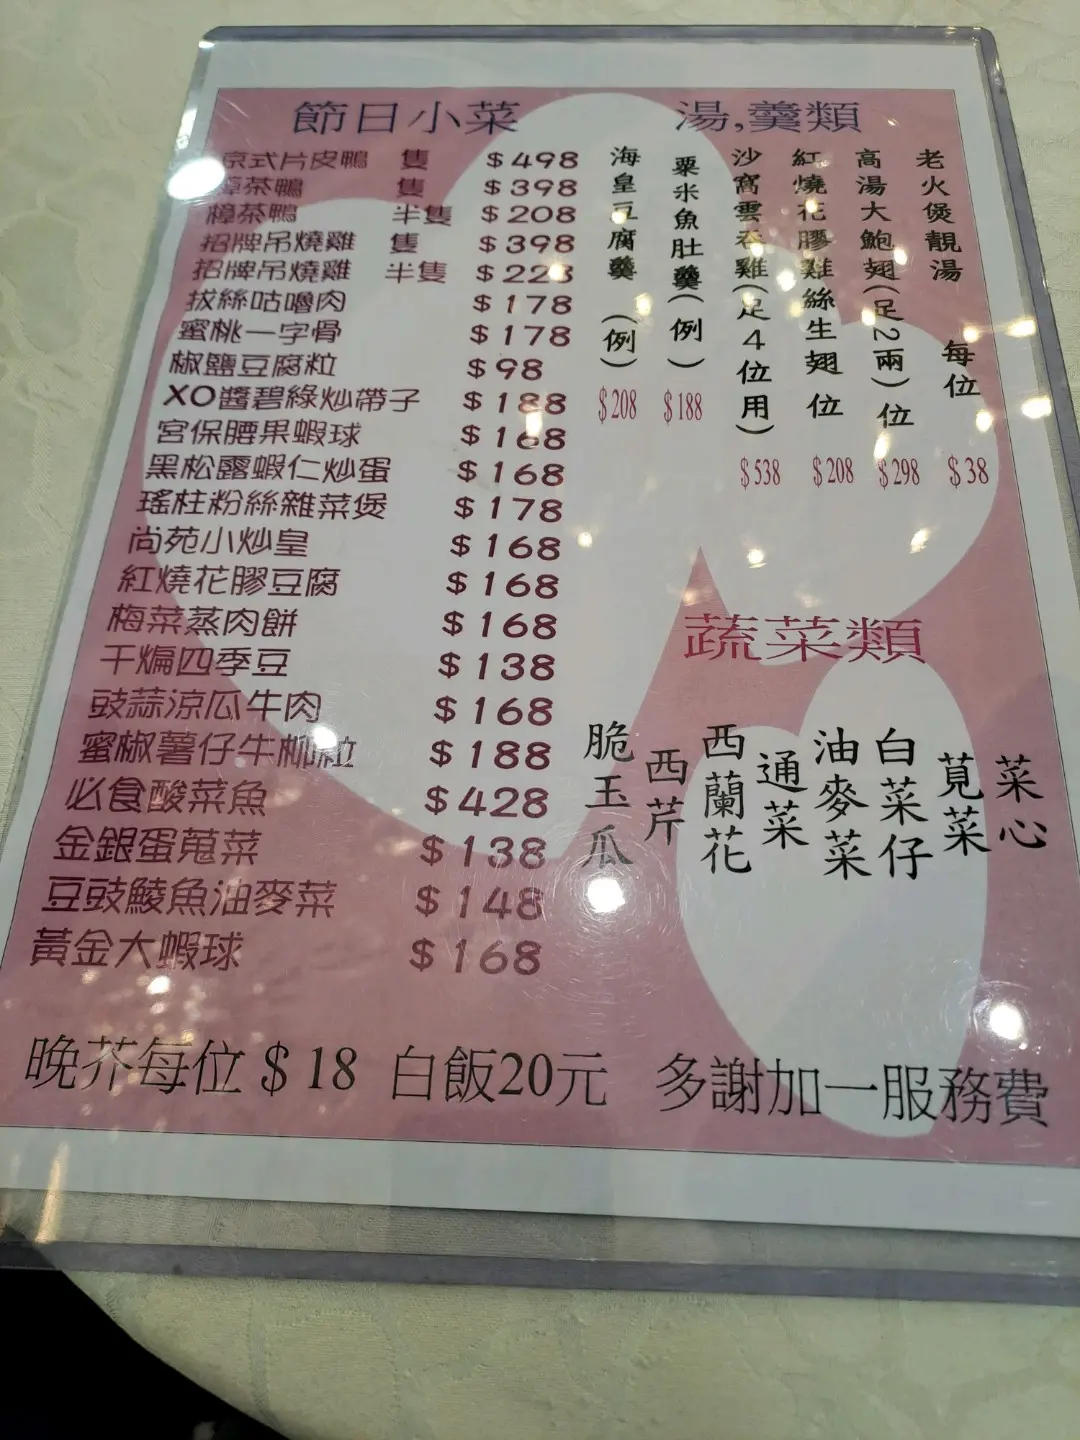 節日小菜
京式片皮鴨 隻 $498
樟茶鴨 隻 $398
樟茶鴨 半隻 $208
招牌吊燒雞 隻 $398
招牌吊燒雞 半隻 $228
拔絲咕嚕肉 $178
蜜桃一字骨 $178
椒鹽豆腐粒 $98
XO醬碧綠炒帶子 $188
宮保腰果蝦球 $168
黑松露蝦仁炒蛋 $168
瑤柱粉絲雜菜煲 $178
尚苑小炒皇 $168
紅燒花膠豆腐 $168
梅菜蒸肉餅 $168
干煸四季豆 $138
豉蒜涼瓜牛肉 $168
蜜椒薯仔牛柳粒 $188
必食酸菜魚 $428
金銀蛋莧菜 $138
豆豉鯪魚油麥菜 $148
黃金大蝦球 $168
湯,羹類
老火煲靚湯 每位 $38
高湯大鮑翅(足2兩)位 $298
紅燒花膠雞絲生翅 位 $208
沙窩雲吞雞(足4位用) $538
粟米魚肚羹(例) $188
海皇豆腐羹(例) $208
蔬菜類
菜心
莧菜
白菜仔
油麥菜
通菜
西蘭花
西芹
脆玉瓜
晚芥每位$18 白飯20元 多謝加一服務費